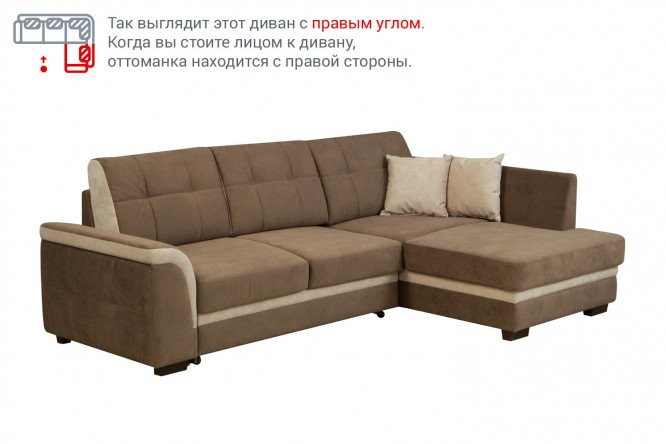 Так выглядит этот диван с правым углом.
Когда вы стоите лицом к дивану,
оттоманка находится с правой стороны.